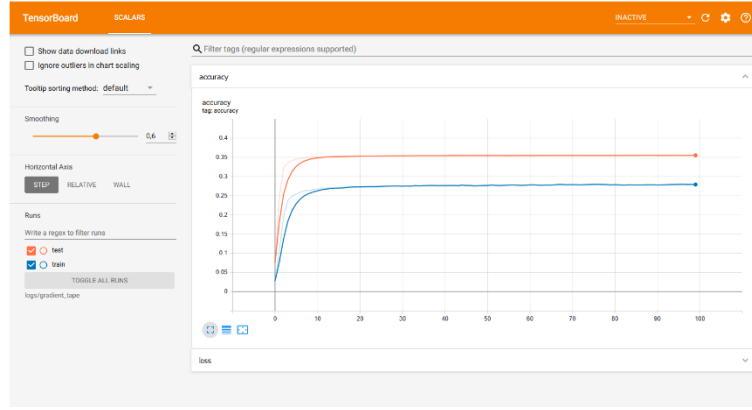 TensorBoard SCALARS INACTIVE
Show data download links
Ignore outliers in chart scaling
Tooltip sorting method: default
Smoothing
0,6
Horizontal Axis
STEP RELATIVE WALL
Runs
Write a regex to filter runs
test
train
TOGGLE ALL RUNS
logs/gradient_tape
Filter tags (regular expressions supported)
accuracy
accuracy
tag: accuracy
0.4
0.35
0.3
0.25
0.2
0.15
0.1
0.05
0
0 10 20 30 40 50 60 70 80 90 100
loss